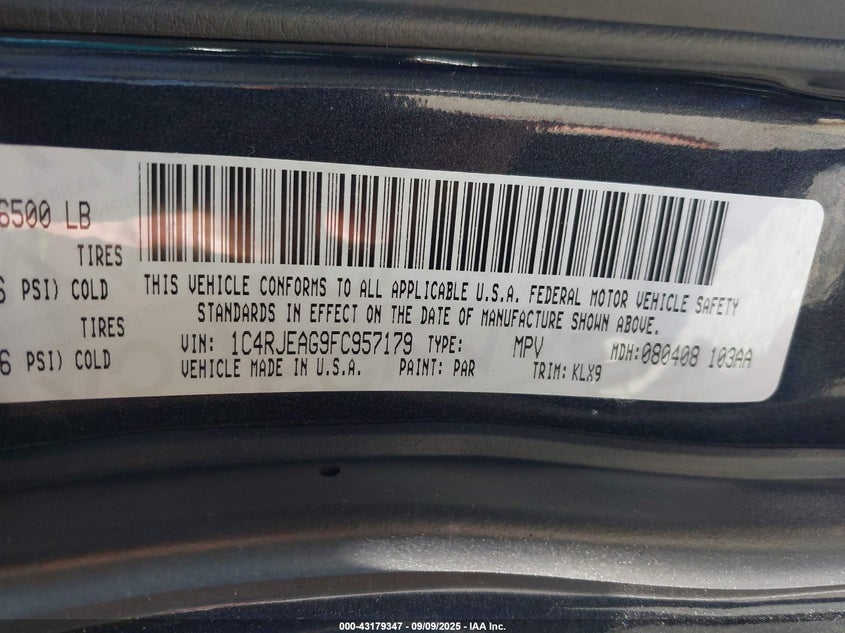 6500 LB
TIRES
6 PSI) COLD
TIRES
6 PSI) COLD
THIS VEHICLE CONFORMS TO ALL APPLICABLE U.S.A. FEDERAL MOTOR VEHICLE SAFETY
STANDARDS IN EFFECT ON THE DATE OF MANUFACTURE SHOWN ABOVE.
VIN: 1C4RJEAG9FC957179 TYPE: MPV MDH:080408 103AA
VEHICLE MADE IN U.S.A. PAINT: PAR TRIM: KLX9
000-43179347 - 09/09/2025 - IAA Inc.